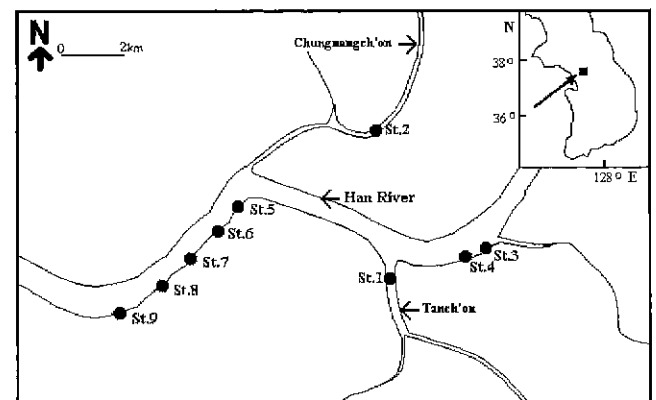 N
0 2km
Chungnangch'on
N
38°
36°
128° E
St.2
Han River
St.5
St.6
St.3
St.7
St.4
St.1
St.8
Tanch'on
St.9